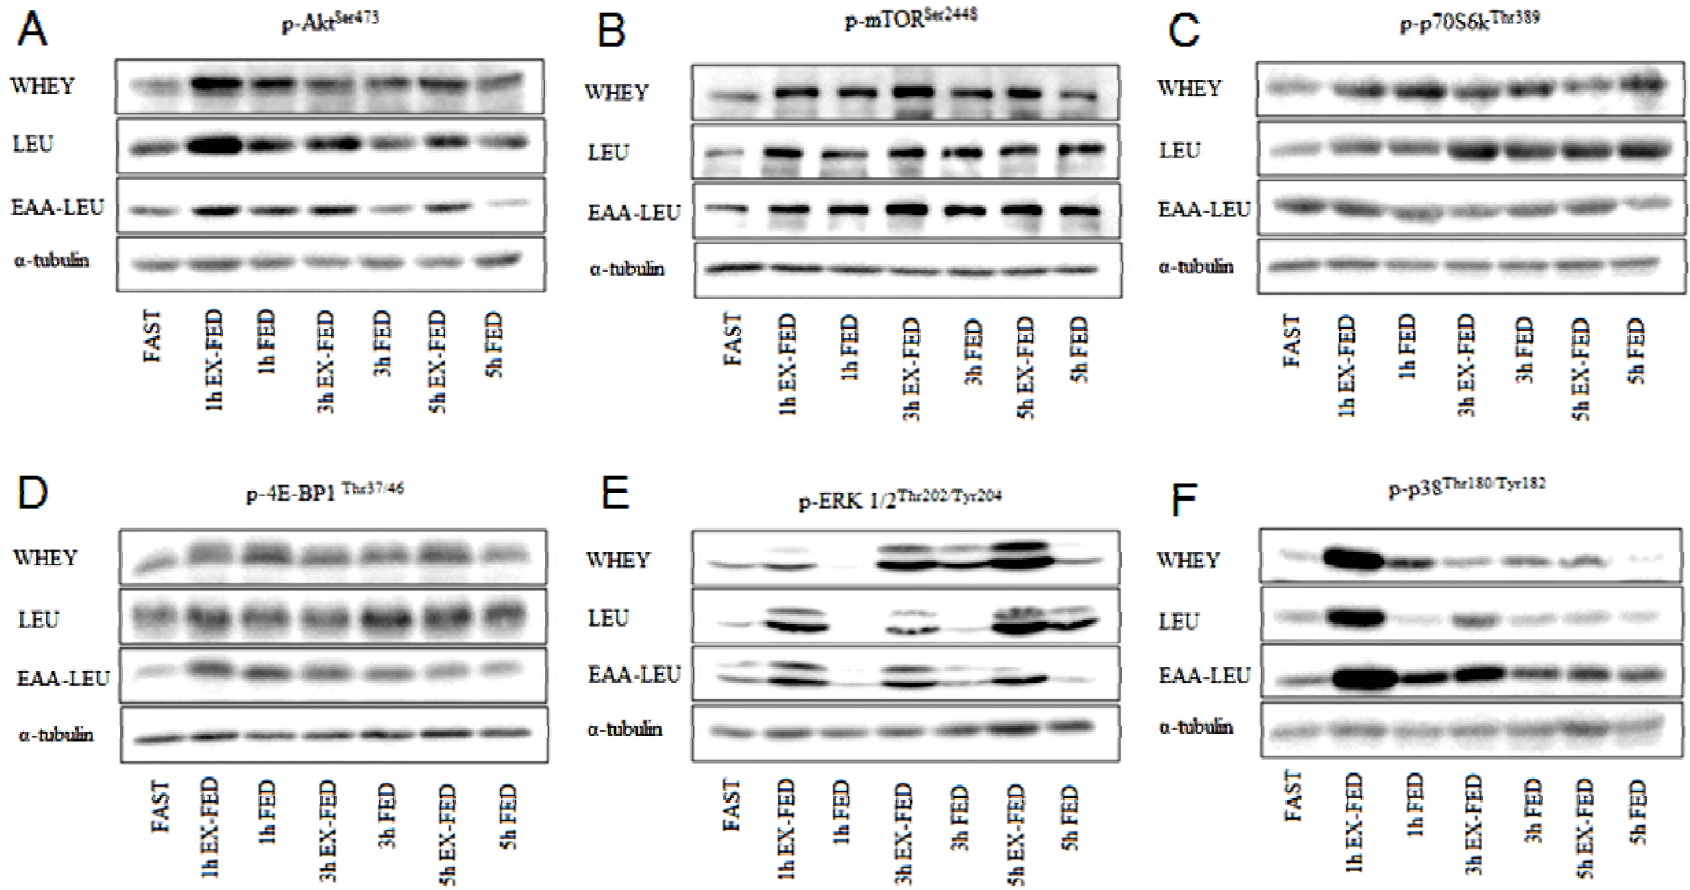 A
p-Akt^Ser473
WHEY
LEU
EAA-LEU
α-tubulin
FAST
1h EX-FED
1h FED
3h EX-FED
3h FED
5h EX-FED
5h FED
B
p-mTOR^Ser2448
WHEY
LEU
EAA-LEU
α-tubulin
FAST
1h EX-FED
1h FED
3h EX-FED
3h FED
5h EX-FED
5h FED
C
p-p70S6k^Thr389
WHEY
LEU
EAA-LEU
α-tubulin
FAST
1h EX-FED
1h FED
3h EX-FED
3h FED
5h EX-FED
5h FED
D
p-4E-BP1 ^Thr37/46
WHEY
LEU
EAA-LEU
α-tubulin
FAST
1h EX-FED
1h FED
3h EX-FED
3h FED
5h EX-FED
5h FED
E
p-ERK 1/2^Thr202/Tyr204
WHEY
LEU
EAA-LEU
α-tubulin
FAST
1h EX-FED
1h FED
3h EX-FED
3h FED
5h EX-FED
5h FED
F
p-p38^Thr180/Tyr182
WHEY
LEU
EAA-LEU
α-tubulin
FAST
1h EX-FED
1h FED
3h EX-FED
3h FED
5h EX-FED
5h FED